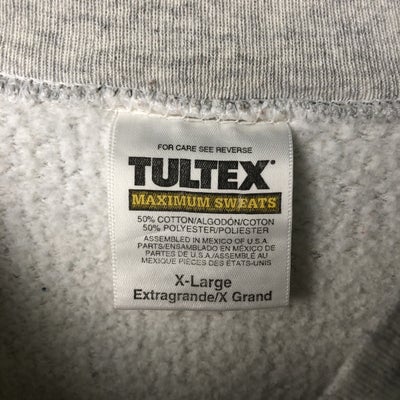 FOR CARE SEE REVERSE
TULTEX
MAXIMUM SWEATS
50% COTTON/ALGODÓN/COTON
50% POLYESTER/POLIESTER
ASSEMBLED IN MEXICO OF U.S.A.
PARTS/ENSAMBLADO EN MÉXICO DE
PARTES DE U.S.A./ASSEMBLÉ AU
MEXIQUE PIÈCES DES ÉTATS-UNIS
X-Large
Extragrande/X Grand